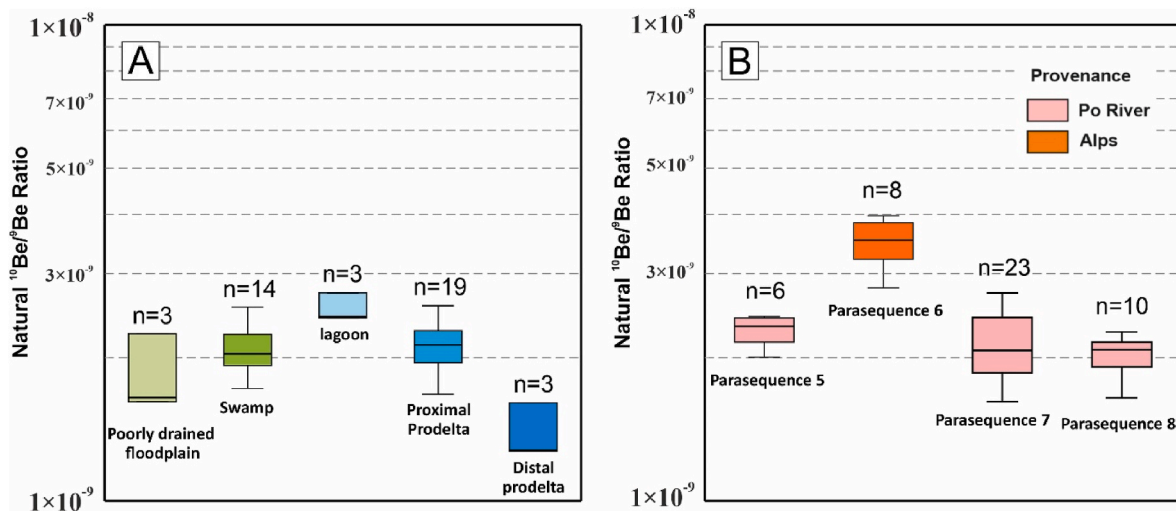 A
Natural ¹⁰Be/⁹Be Ratio
1×10⁻⁸
7×10⁻⁹
5×10⁻⁹
3×10⁻⁹
1×10⁻⁹
n=3
Poorly drained
floodplain
n=14
Swamp
n=3
lagoon
n=19
Proximal
Prodelta
n=3
Distal
prodelta
B
Natural ¹⁰Be/⁹Be Ratio
1×10⁻⁸
7×10⁻⁹
5×10⁻⁹
3×10⁻⁹
1×10⁻⁹
Provenance
Po River
Alps
n=6
Parasequence 5
n=8
Parasequence 6
n=23
Parasequence 7
n=10
Parasequence 8